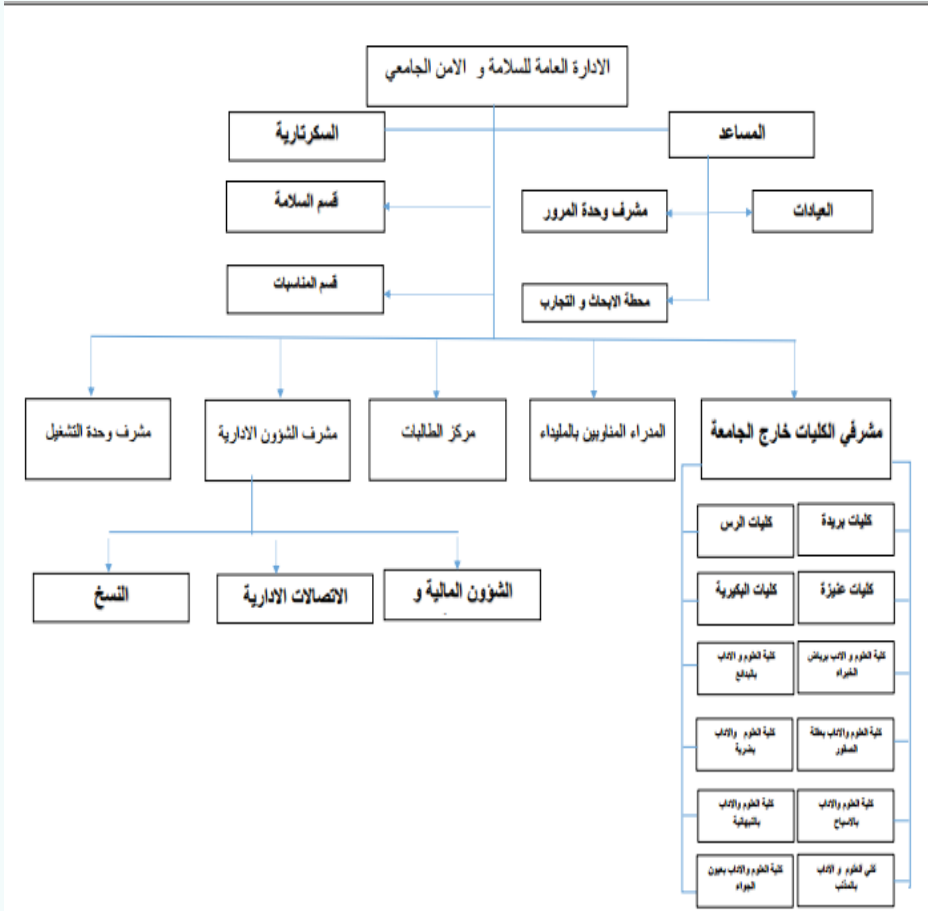 الادارة العامة للسلامة و الامن الجامعي
المساعد
السكرتارية
العيادات
مشرف وحدة المرور
قسم السلامة
محطة الابحاث و التجارب
قسم المناسبات
مشرفي الكليات خارج الجامعة
المدراء المناوبين بالمليداء
مركز الطالبات
مشرف الشؤون الادارية
مشرف وحدة التشغيل
كليات بريدة
كليات الرس
كليات عنيزة
كليات البكيرية
الشؤون المالية و
الاتصالات الادارية
النسخ
كلية العلوم و الادب برياض
الخبراء
كلية العلوم و الاداب
بالبدائع
كلية العلوم والاداب بعقلة
الصقور
كلية العلوم والاداب
بضرية
كلية العلوم والاداب
بالاسياح
كلية العلوم والاداب
بالنبهانية
كلي العلوم و الاداب
بالمذنب
كلية العلوم والاداب بعيون
الجواء